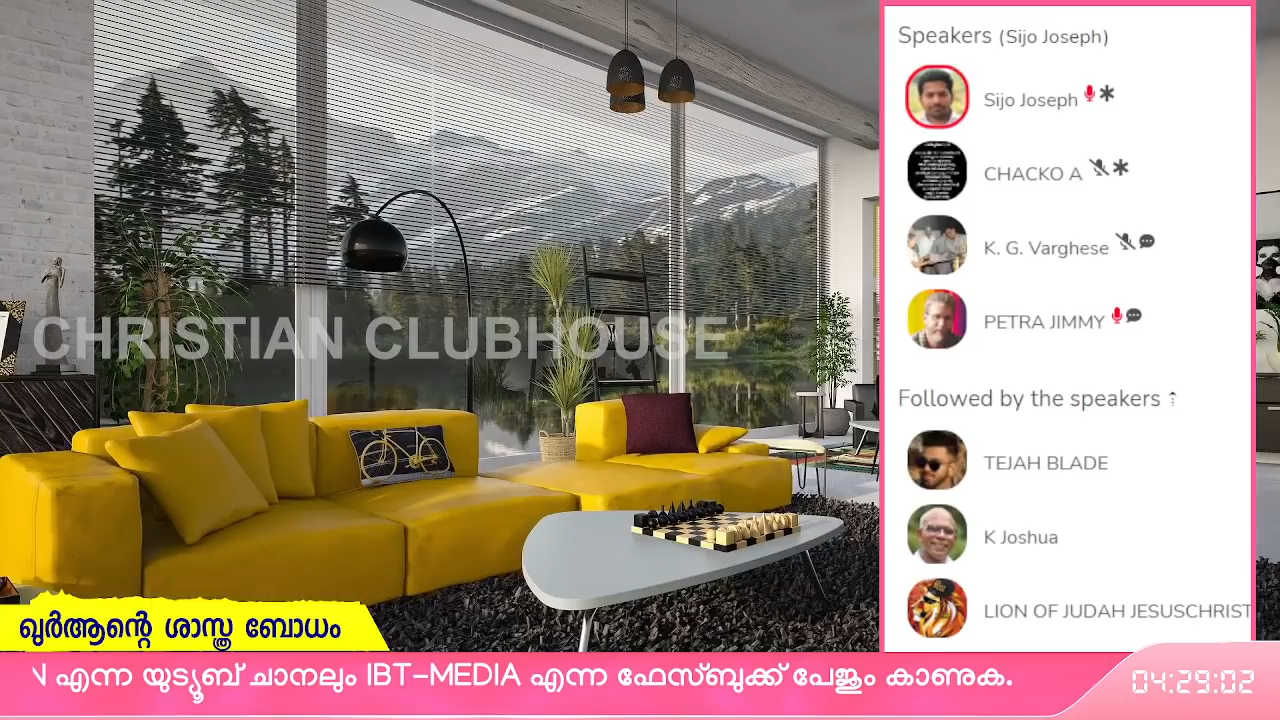 Speakers (Sijo Joseph)
Sijo Joseph
CHACKO A
K. G. Varghese
PETRA JIMMY
Followed by the speakers
TEJAH BLADE
K Joshua
LION OF JUDAH JESUSCHRIST
CHRISTIAN CLUBHOUSE
ഖുർആന്റെ ശാസ്ത്ര ബോധം
എന്ന യുട്യൂബ് ചാനലും IBT-MEDIA എന്ന ഫേസ്ബുക്ക് പേജും കാണുക.
04:29:02